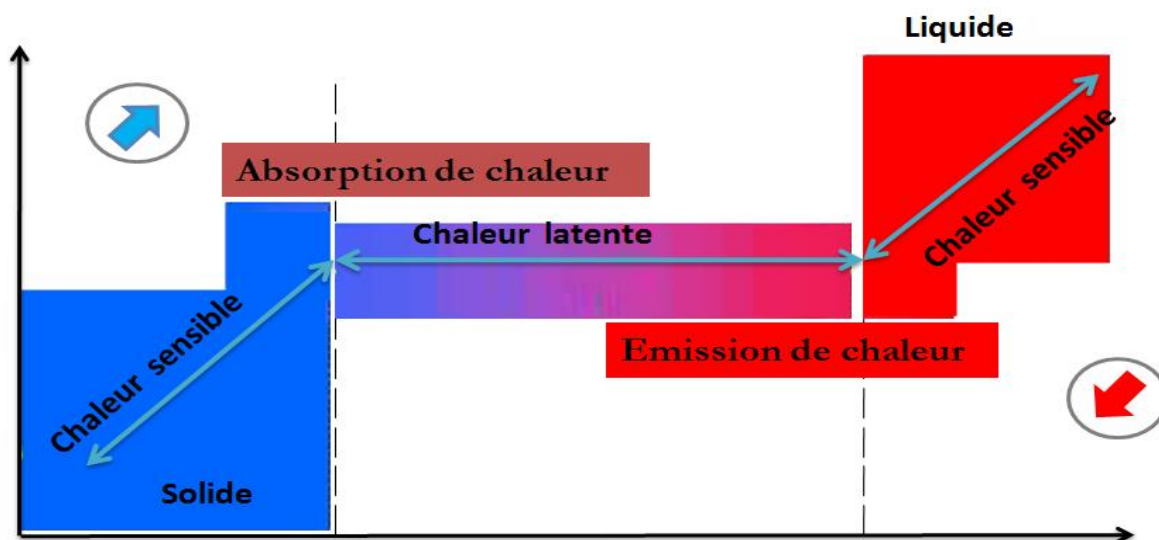 Liquide
Absorption de chaleur
Chaleur latente
Chaleur sensible
Chaleur sensible
Emission de chaleur
Solide